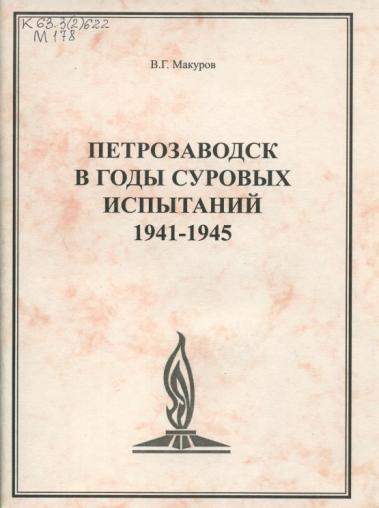 К 63.3(2)622
М 178
В.Г. Макуров
ПЕТРОЗАВОДСК
В ГОДЫ СУРОВЫХ
ИСПЫТАНИЙ
1941-1945